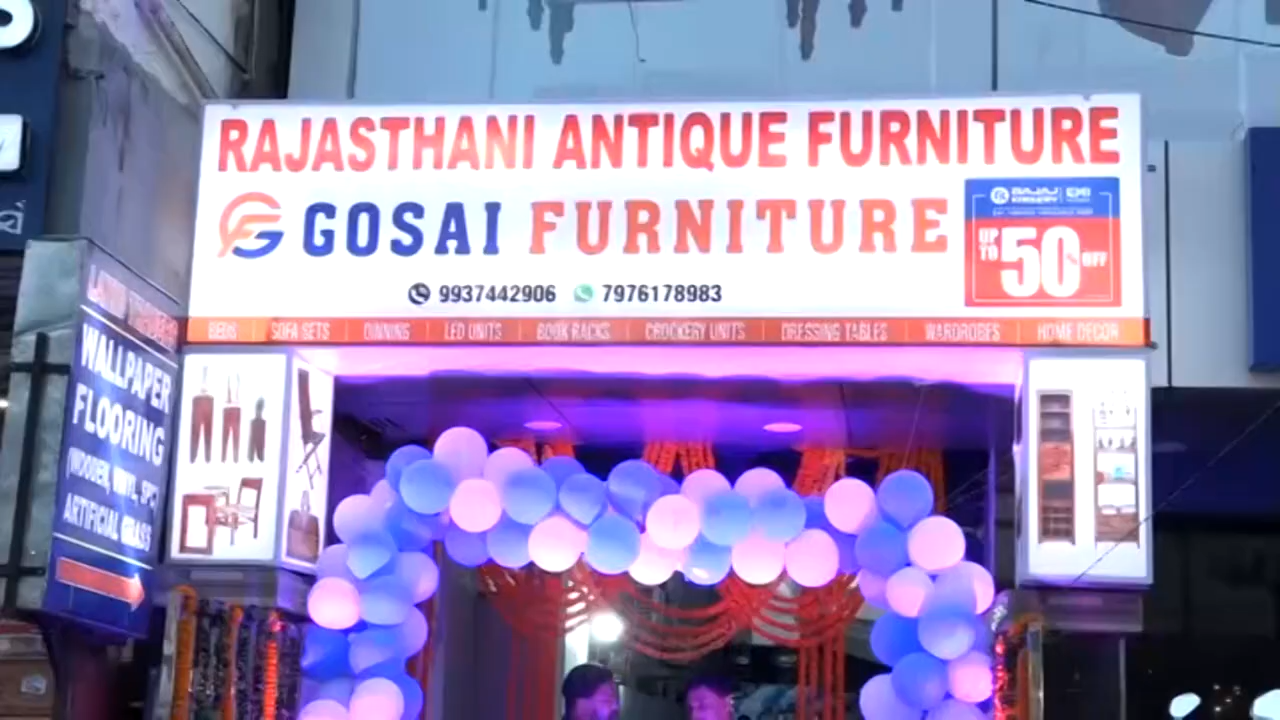 RAJASTHANI ANTIQUE FURNITURE
GOSAI FURNITURE
9937442906 7976178983
BAJAJ
UP TO 50% OFF
BEDS SOFA SETS DINNING LED UNITS BOOK RACKS CROCKERY UNITS DRESSING TABLES WARDROBES HOME DECOR
WALLPAPER
FLOORING
(WOODEN, VINYL, SPC)
ARTIFICIAL GRASS